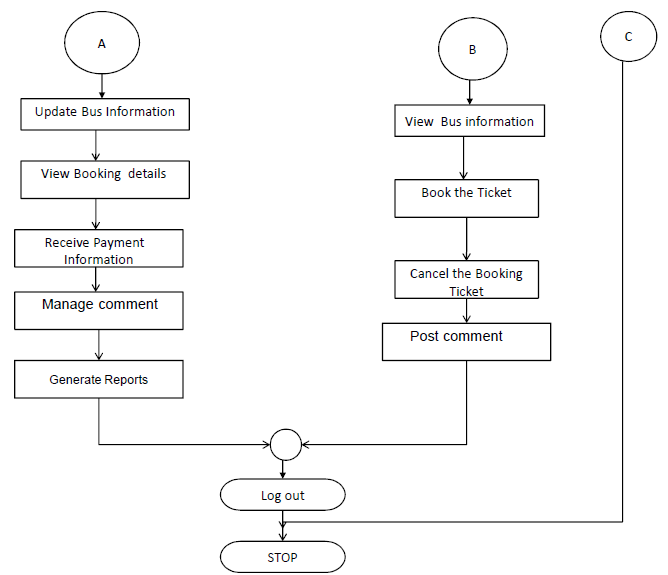 A
B
C
Update Bus Information
View Bus information
View Booking details
Book the Ticket
Receive Payment
Information
Cancel the Booking
Ticket
Manage comment
Post comment
Generate Reports
Log out
STOP